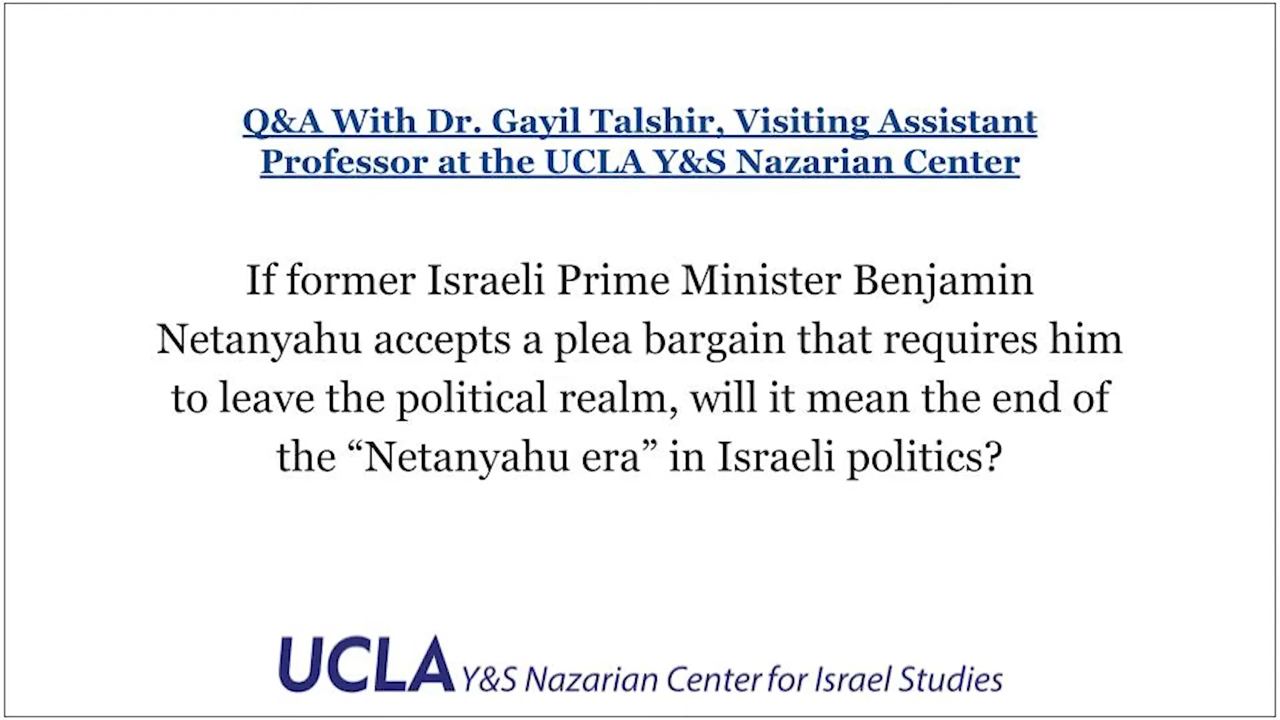 Q&A With Dr. Gayil Talshir, Visiting Assistant
Professor at the UCLA Y&S Nazarian Center
If former Israeli Prime Minister Benjamin
Netanyahu accepts a plea bargain that requires him
to leave the political realm, will it mean the end of
the “Netanyahu era” in Israeli politics?
UCLA Y&S Nazarian Center for Israel Studies